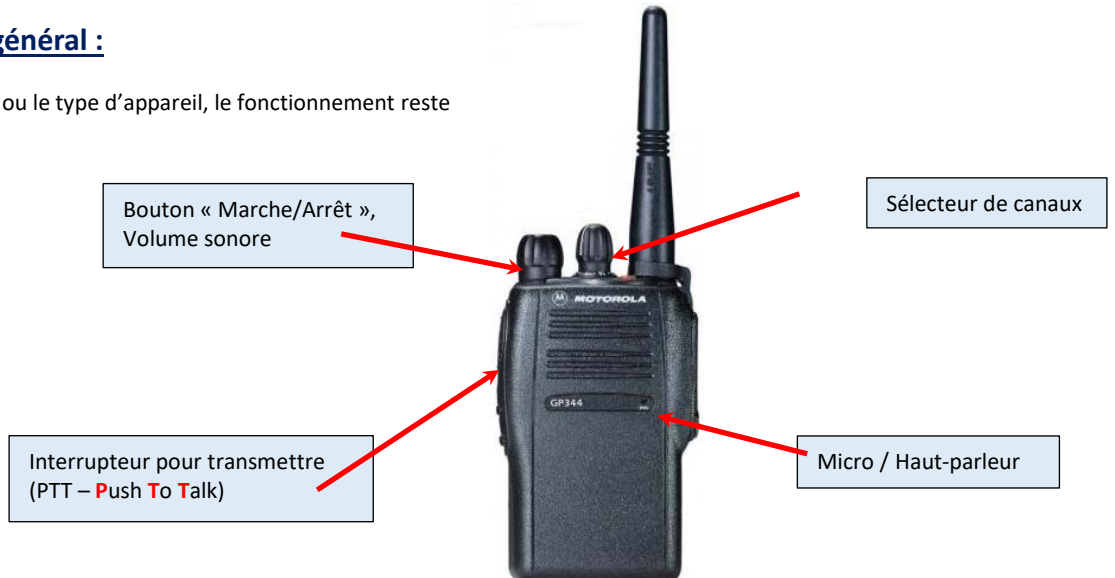 général :
ou le type d’appareil, le fonctionnement reste
Bouton « Marche/Arrêt »,
Volume sonore
Sélecteur de canaux
MOTOROLA
GP344
Interrupteur pour transmettre
(PTT – Push To Talk)
Micro / Haut-parleur